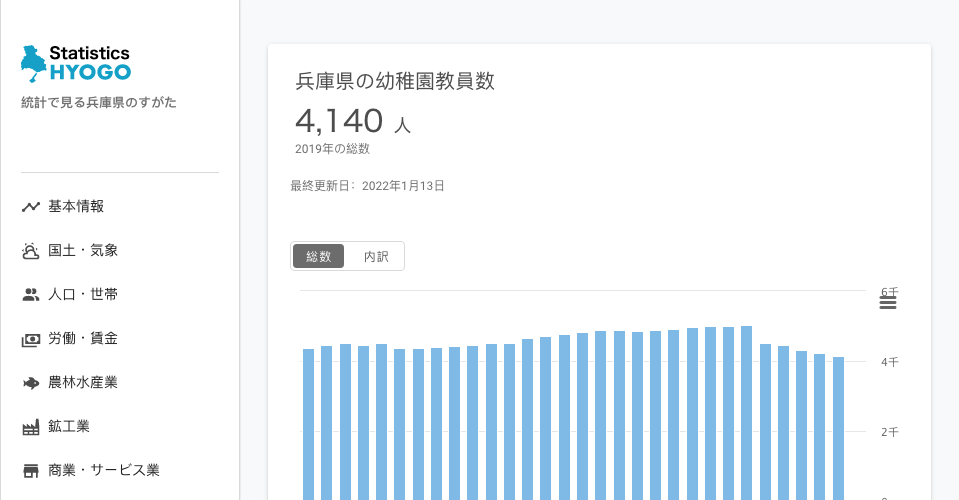 Statistics
HYOGO
統計で見る兵庫県のすがた
基本情報
国土・気象
人口・世帯
労働・賃金
農林水産業
鉱工業
商業・サービス業
兵庫県の幼稚園教員数
4,140 人
2019年の総数
最終更新日: 2022年1月13日
総数 内訳
6千
4千
2千